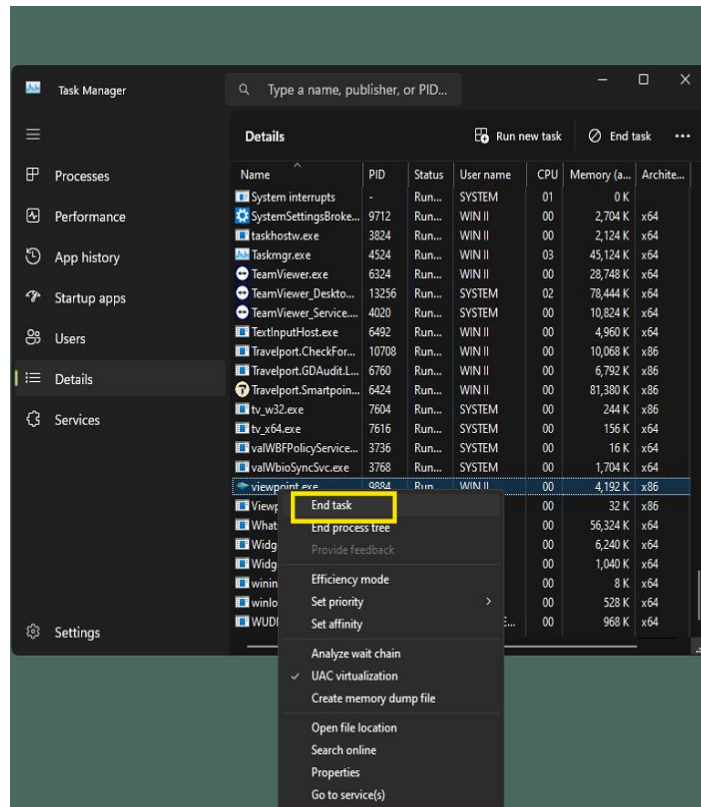 Task Manager
Type a name, publisher, or PID...
Details
Run new task
End task
Processes
Performance
App history
Startup apps
Users
Details
Services
Settings
Name PID Status User name CPU Memory (a... Archite...
System interrupts - Run... SYSTEM 01 0 K
SystemSettingsBroke... 9712 Run... WIN II 00 2,704 K x64
taskhostw.exe 3824 Run... WIN II 00 2,124 K x64
Taskmgr.exe 4524 Run... WIN II 03 45,124 K x64
TeamViewer.exe 6324 Run... WIN II 00 28,748 K x64
TeamViewer_Deskto... 13256 Run... SYSTEM 02 78,444 K x64
TeamViewer_Service.... 4020 Run... SYSTEM 00 10,824 K x64
TextInputHost.exe 6492 Run... WIN II 00 4,960 K x64
Travelport.CheckFor... 10708 Run... WIN II 00 10,068 K x86
Travelport.GDAudit.L... 6760 Run... WIN II 00 6,792 K x86
Travelport.Smartpoin... 6424 Run... WIN II 00 81,380 K x86
tv_w32.exe 7604 Run... SYSTEM 00 244 K x86
tv_x64.exe 7616 Run... SYSTEM 00 156 K x64
valWBFPolicyService... 3736 Run... SYSTEM 00 16 K x64
valWbioSyncSvc.exe 3768 Run... SYSTEM 00 1,704 K x64
viewpoint.exe 9884 Run... WIN II 00 4,192 K x86
Viewp 00 32 K x86
What 00 56,324 K x64
Widg 00 6,240 K x64
Widg 00 1,040 K x64
winin 00 8 K x64
winlo 00 528 K x64
WUDI E... 00 968 K x64
End task
End process tree
Provide feedback
Efficiency mode
Set priority
Set affinity
Analyze wait chain
UAC virtualization
Create memory dump file
Open file location
Search online
Properties
Go to service(s)